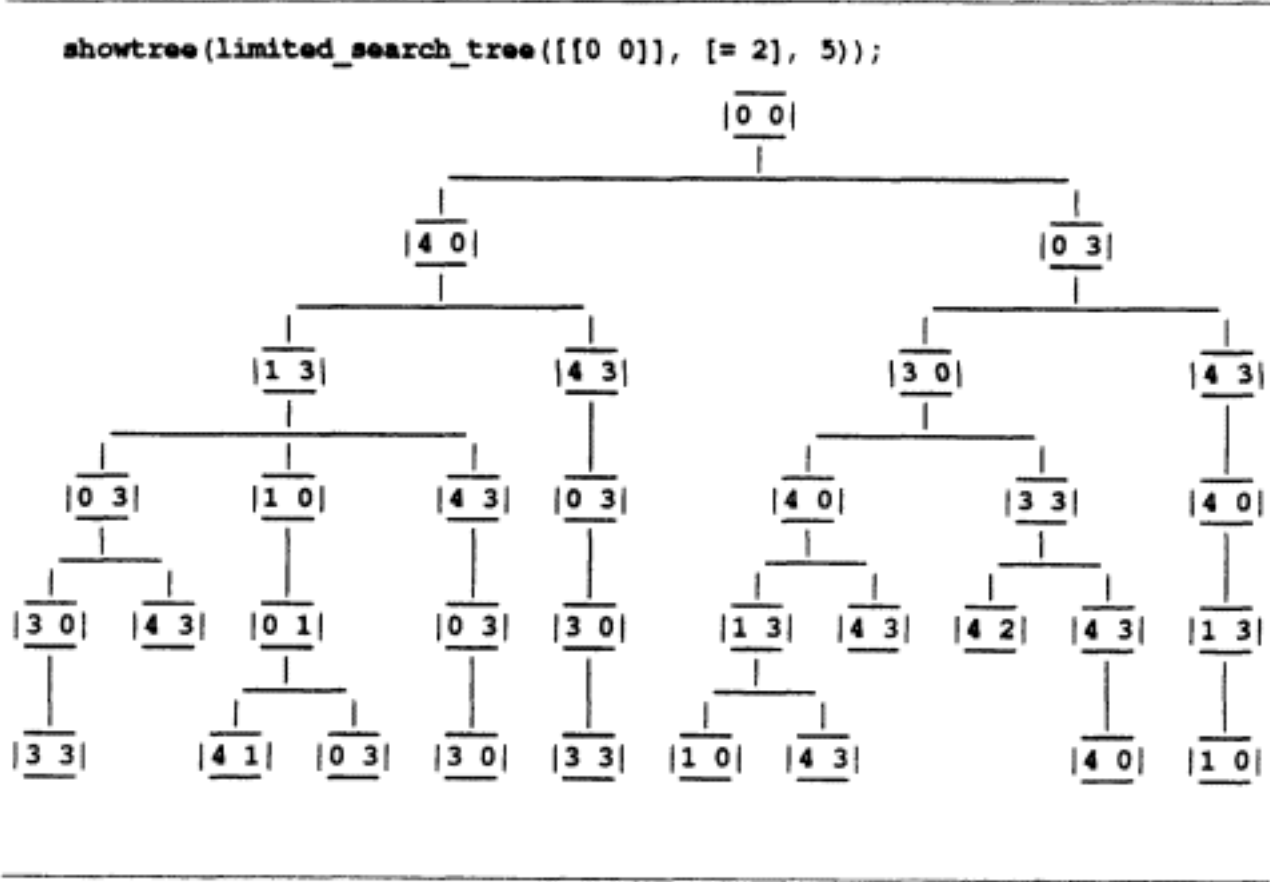 showtree(limited_search_tree([[0 0]], [= 2], 5));
|0 0|
|4 0| |0 3|
|1 3| |4 3| |3 0| |4 3|
|0 3| |1 0| |4 3| |0 3| |4 0| |3 3| |4 0|
|3 0| |4 3| |0 1| |0 3| |3 0| |1 3| |4 3| |4 2| |4 3| |1 3|
|3 3| |4 1| |0 3| |3 0| |3 3| |1 0| |4 3| |4 0| |1 0|